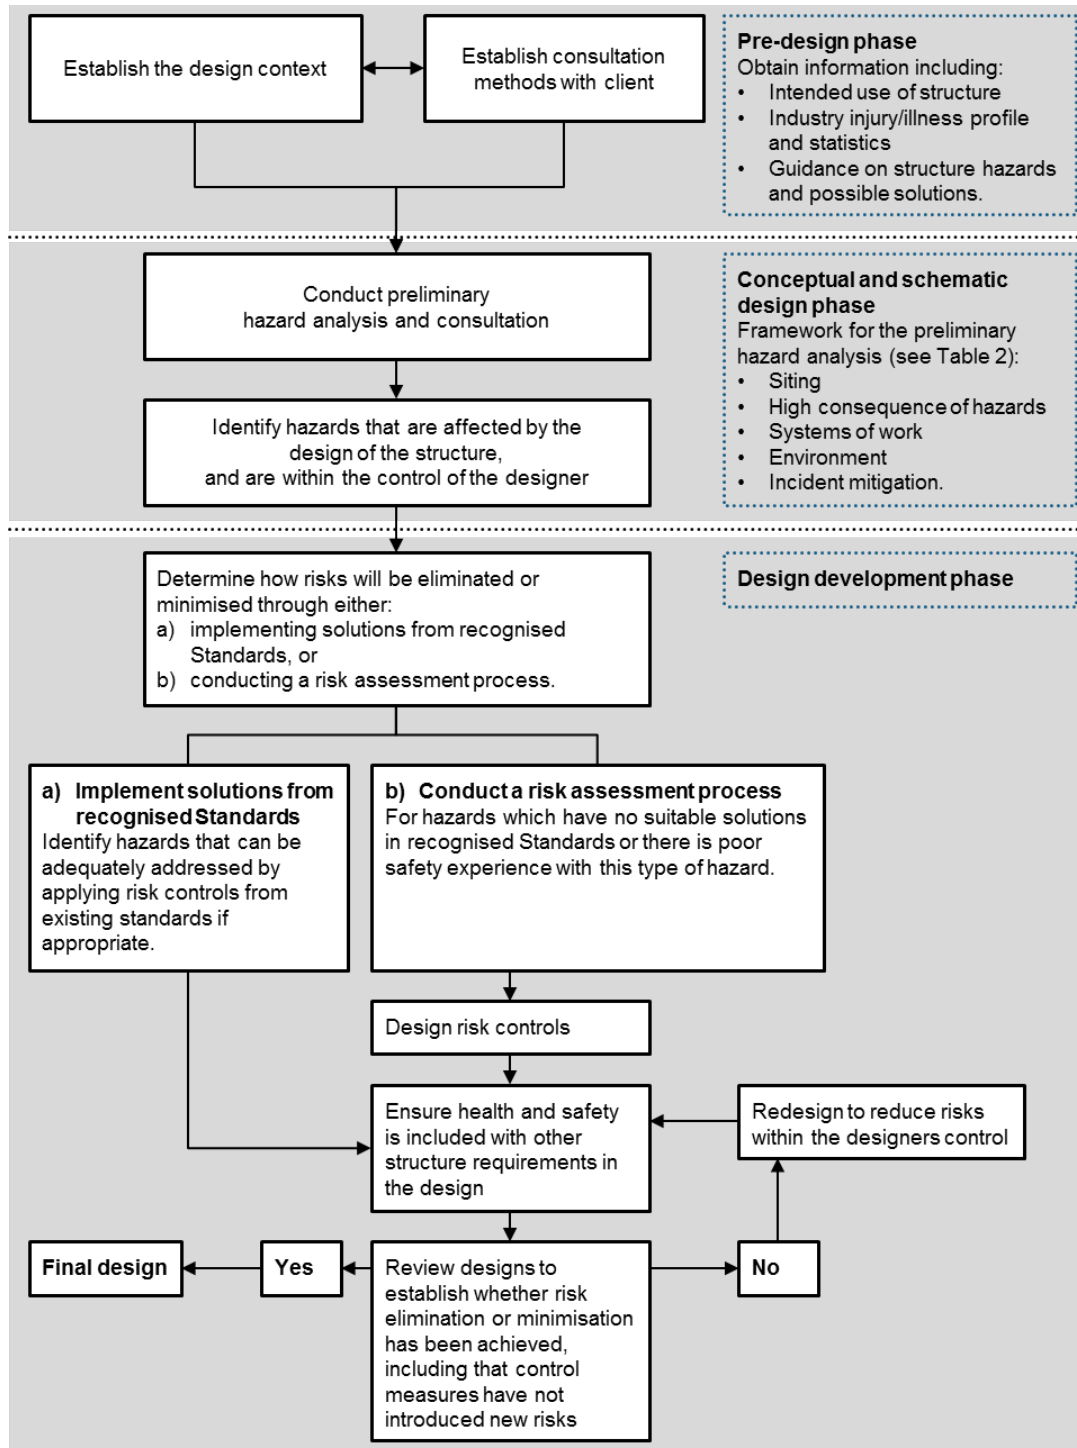 Establish the design context
Establish consultation
methods with client
Pre-design phase
Obtain information including:
• Intended use of structure
• Industry injury/illness profile
and statistics
• Guidance on structure hazards
and possible solutions.
Conduct preliminary
hazard analysis and consultation
Identify hazards that are affected by the
design of the structure,
and are within the control of the designer
Conceptual and schematic
design phase
Framework for the preliminary
hazard analysis (see Table 2):
• Siting
• High consequence of hazards
• Systems of work
• Environment
• Incident mitigation.
Determine how risks will be eliminated or
minimised through either:
a) implementing solutions from recognised
Standards, or
b) conducting a risk assessment process.
Design development phase
a) Implement solutions from
recognised Standards
Identify hazards that can be
adequately addressed by
applying risk controls from
existing standards if
appropriate.
b) Conduct a risk assessment process
For hazards which have no suitable solutions
in recognised Standards or there is poor
safety experience with this type of hazard.
Design risk controls
Ensure health and safety
is included with other
structure requirements in
the design
Redesign to reduce risks
within the designers control
Final design
Yes
Review designs to
establish whether risk
elimination or minimisation
has been achieved,
including that control
measures have not
introduced new risks
No